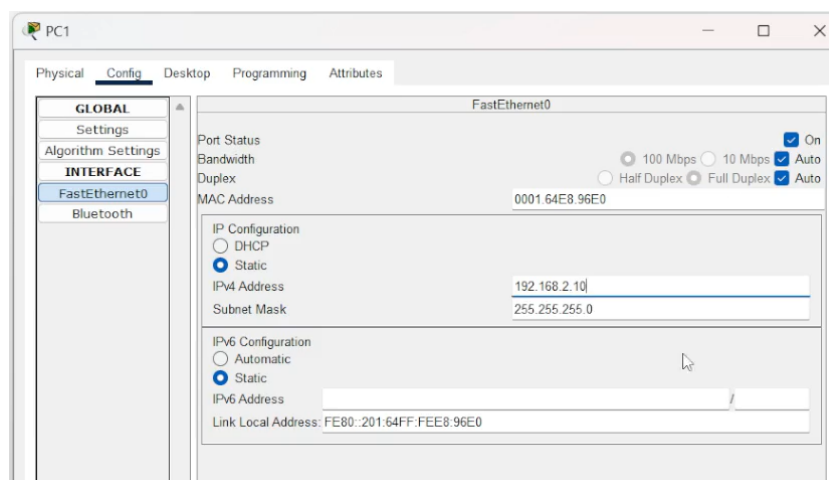 PC1
Physical Config Desktop Programming Attributes
GLOBAL
Settings
Algorithm Settings
INTERFACE
FastEthernet0
Bluetooth
FastEthernet0
Port Status On
Bandwidth 100 Mbps 10 Mbps Auto
Duplex Half Duplex Full Duplex Auto
MAC Address 0001.64E8.96E0
IP Configuration
DHCP
Static
IPv4 Address 192.168.2.10
Subnet Mask 255.255.255.0
IPv6 Configuration
Automatic
Static
IPv6 Address /
Link Local Address: FE80::201:64FF:FEE8:96E0